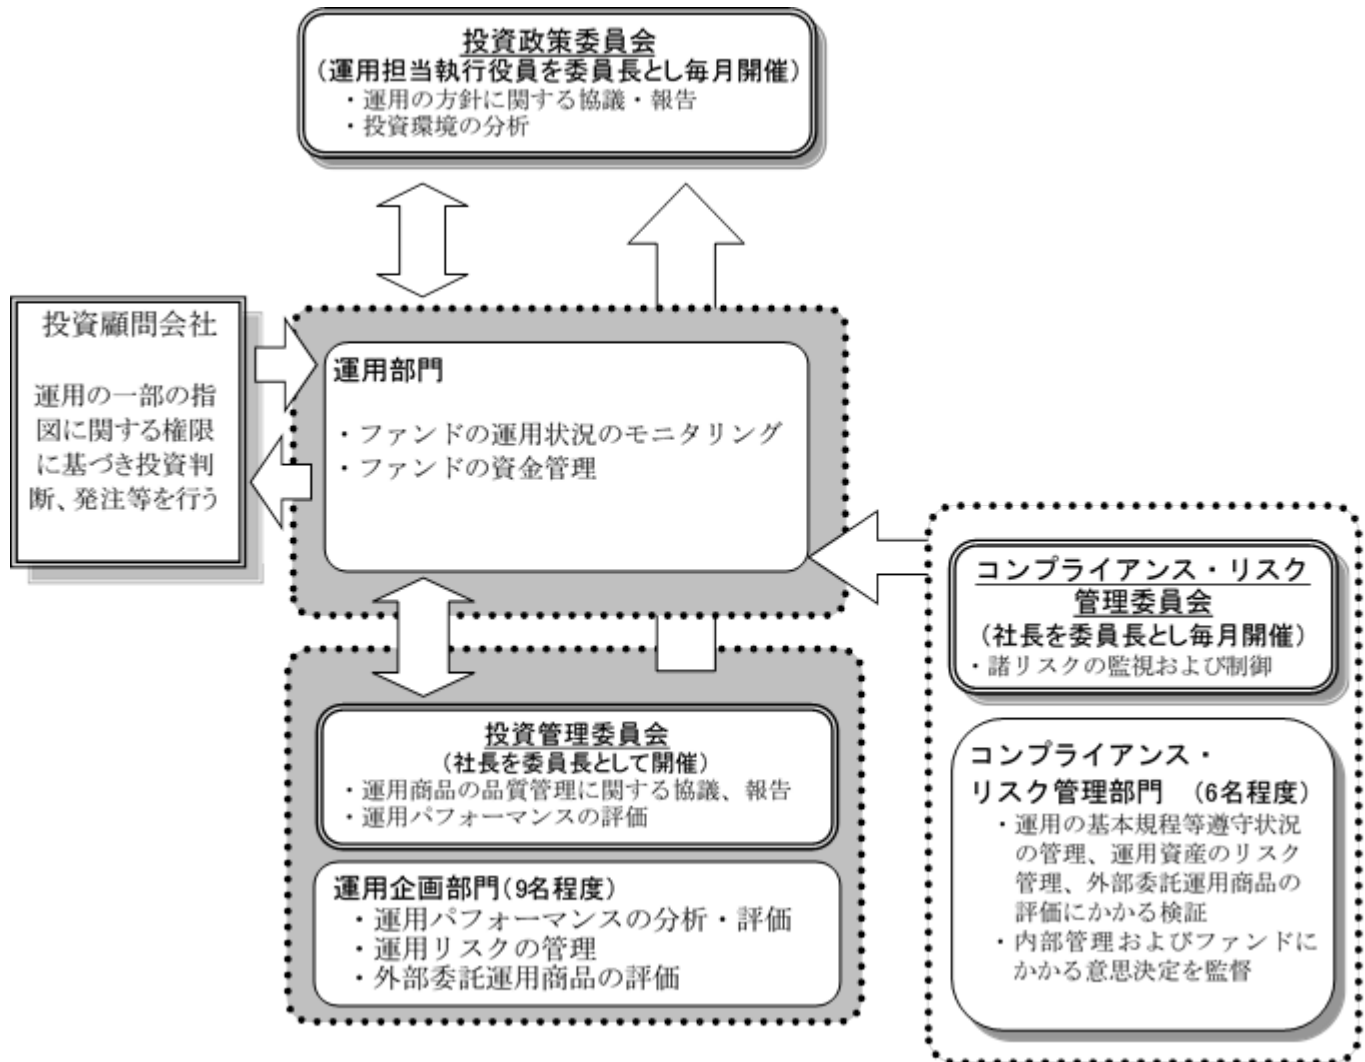 投資政策委員会
（運用担当執行役員を委員長とし毎月開催）
・運用の方針に関する協議・報告
・投資環境の分析
投資顧問会社
運用の一部の指
図に関する権限
に基づき投資判
断、発注等を行う
運用部門
・ファンドの運用状況のモニタリング
・ファンドの資金管理
投資管理委員会
（社長を委員長として開催）
・運用商品の品質管理に関する協議、報告
・運用パフォーマンスの評価
運用企画部門（9名程度）
・運用パフォーマンスの分析・評価
・運用リスクの管理
・外部委託運用商品の評価
コンプライアンス・リスク
管理委員会
（社長を委員長とし毎月開催）
・諸リスクの監視および制御
コンプライアンス・
リスク管理部門　（6名程度）
・運用の基本規程等遵守状況
の管理、運用資産のリスク
管理、外部委託運用商品の
評価にかかる検証
・内部管理およびファンドに
かかる意思決定を監督